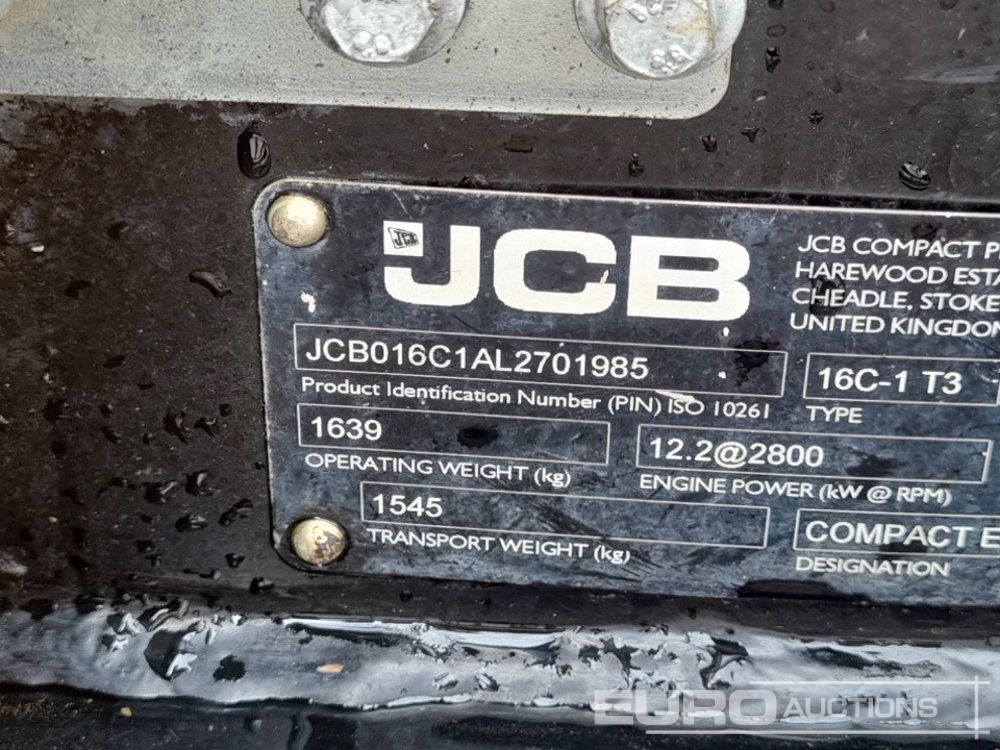 JCB
JCB COMPACT P
HAREWOOD ESTA
CHEADLE, STOKE
UNITED KINGDOM
JCB016C1AL2701985
Product Identification Number (PIN) ISO 10261
16C-1 T3
TYPE
1639
OPERATING WEIGHT (kg)
12.2@2800
ENGINE POWER (kW @ RPM)
1545
TRANSPORT WEIGHT (kg)
COMPACT E
DESIGNATION
EURO AUCTIONS